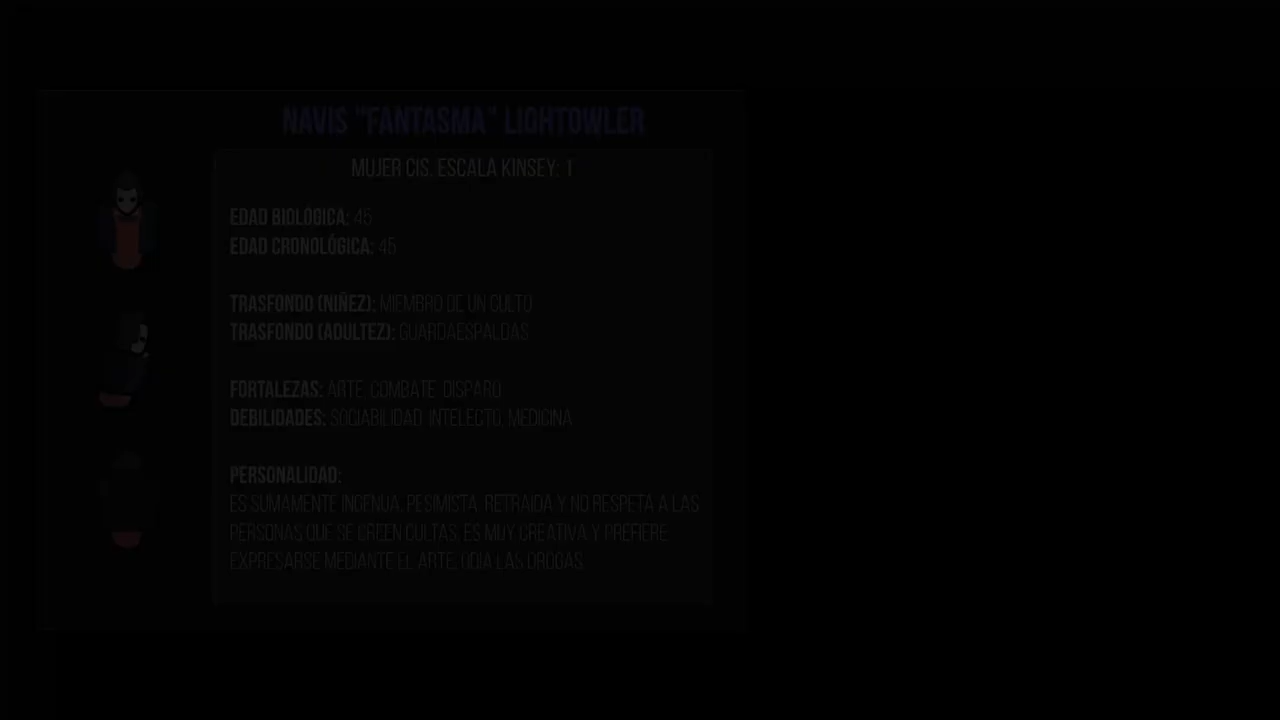 NAVIS "FANTASMA" LIGHTOWLER
MUJER CIS. ESCALA KINSEY: 1
EDAD BIOLÓGICA: 45
EDAD CRONOLÓGICA: 45
TRASFONDO (NIÑEZ): MIEMBRO DE UN CULTO
TRASFONDO (ADULTEZ): GUARDAESPALDAS
FORTALEZAS: ARTE, COMBATE, DISPARO
DEBILIDADES: SOCIABILIDAD, INTELECTO, MEDICINA
PERSONALIDAD:
ES SUMAMENTE INGENUA, PESIMISTA, RETRAIDA Y NO RESPETA A LAS
PERSONAS QUE SE CREEN CULTAS. ES MUY CREATIVA Y PREFIERE
EXPRESARSE MEDIANTE EL ARTE. ODIA LAS DROGAS.